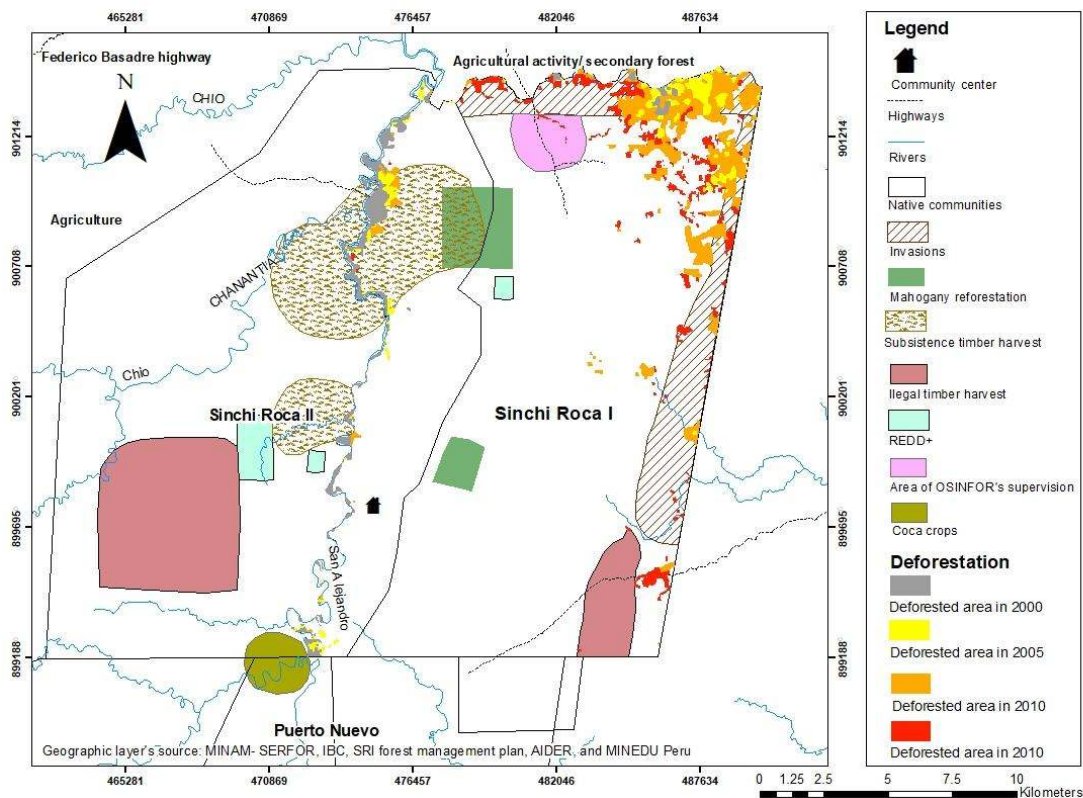 465281 470869 476457 482046 487634
Federico Basadre highway
Agricultural activity/ secondary forest
N
CHIO
901214 901214
Agriculture
900708 900708
CHANANTIA
Chio
900201 900201
Sinchi Roca II
Sinchi Roca I
899695 899695
San Alejandro
899188 899188
Puerto Nuevo
Geographic layer's source: MINAM- SERFOR, IBC, SRI forest management plan, AIDER, and MINEDU Peru
465281 470869 476457 482046 487634
Legend
Community center
Highways
Rivers
Native communities
Invasions
Mahogany reforestation
Subsistence timber harvest
Ilegal timber harvest
REDD+
Area of OSINFOR's supervision
Coca crops
Deforestation
Deforested area in 2000
Deforested area in 2005
Deforested area in 2010
Deforested area in 2010
0 1.25 2.5 5 7.5 10
Kilometers